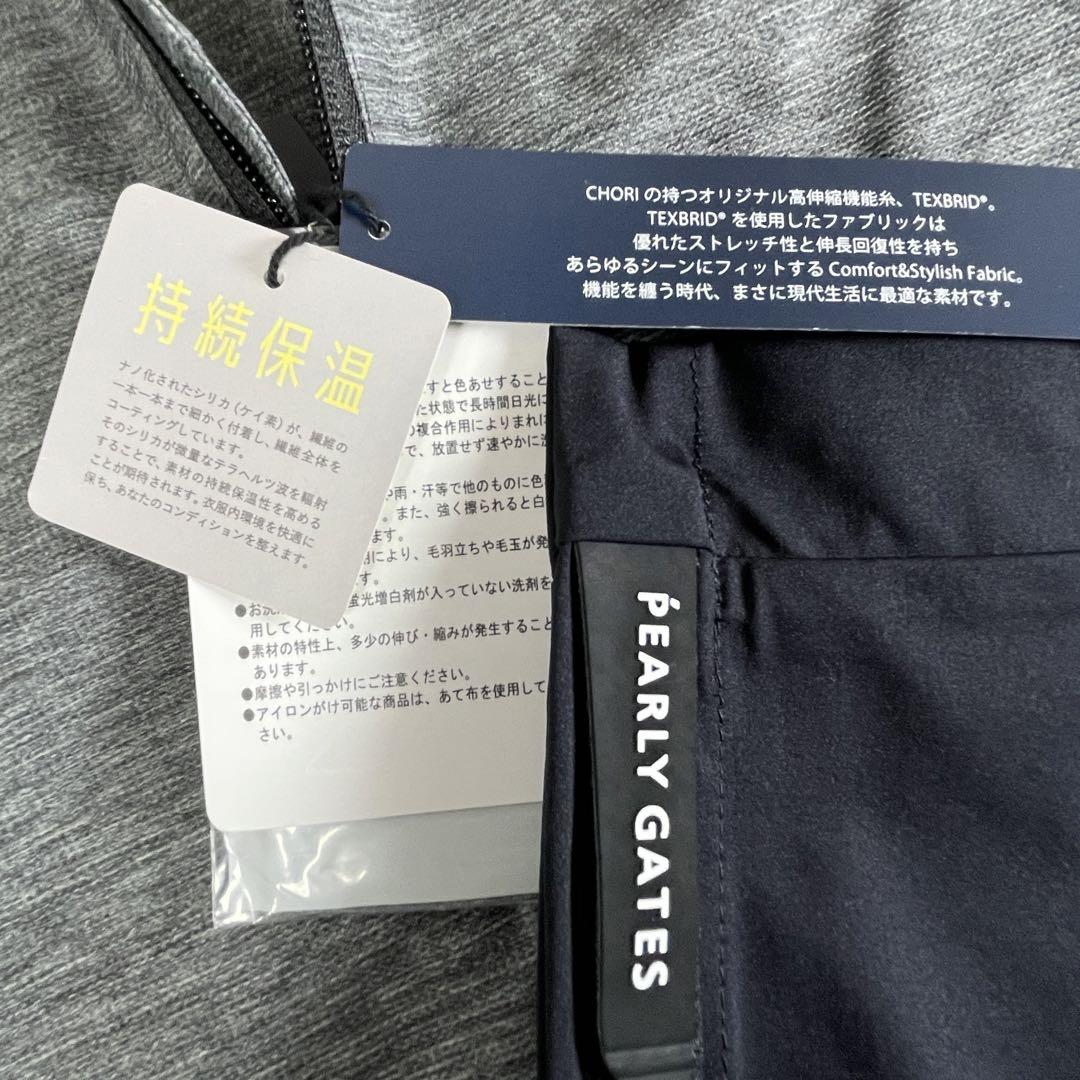 CHORI の持つオリジナル高伸縮機能糸、TEXBRID®。
TEXBRID® を使用したファブリックは
優れたストレッチ性と伸長回復性を持ち
あらゆるシーンにフィットする Comfort&Stylish Fabric。
機能を纏う時代、まさに現代生活に最適な素材です。
持続保温
ナノ化されたシリカ（ケイ素）が、繊維の
一本一本まで細かく付着し、繊維全体を
コーティングしています。
そのシリカが微量なテラヘルツ波を輻射
することで、素材の持続保温性を高める
ことが期待されます。衣服内環境を快適に
保ち、あなたのコンディションを整えます。
すと色あせすること
た状態で長時間日光に
の複合作用によりまれに
で、放置せず速やかに洗
や雨・汗等で他のものに色
。また、強く擦られると白
ます。
により、毛羽立ちや毛玉が発
す。
●お洗 蛍光増白剤が入っていない洗剤を
用してください。
●素材の特性上、多少の伸び・縮みが発生すること
あります。
●摩擦や引っかけにご注意ください。
●アイロンがけ可能な商品は、あて布を使用して
さい。
PEARLY GATES